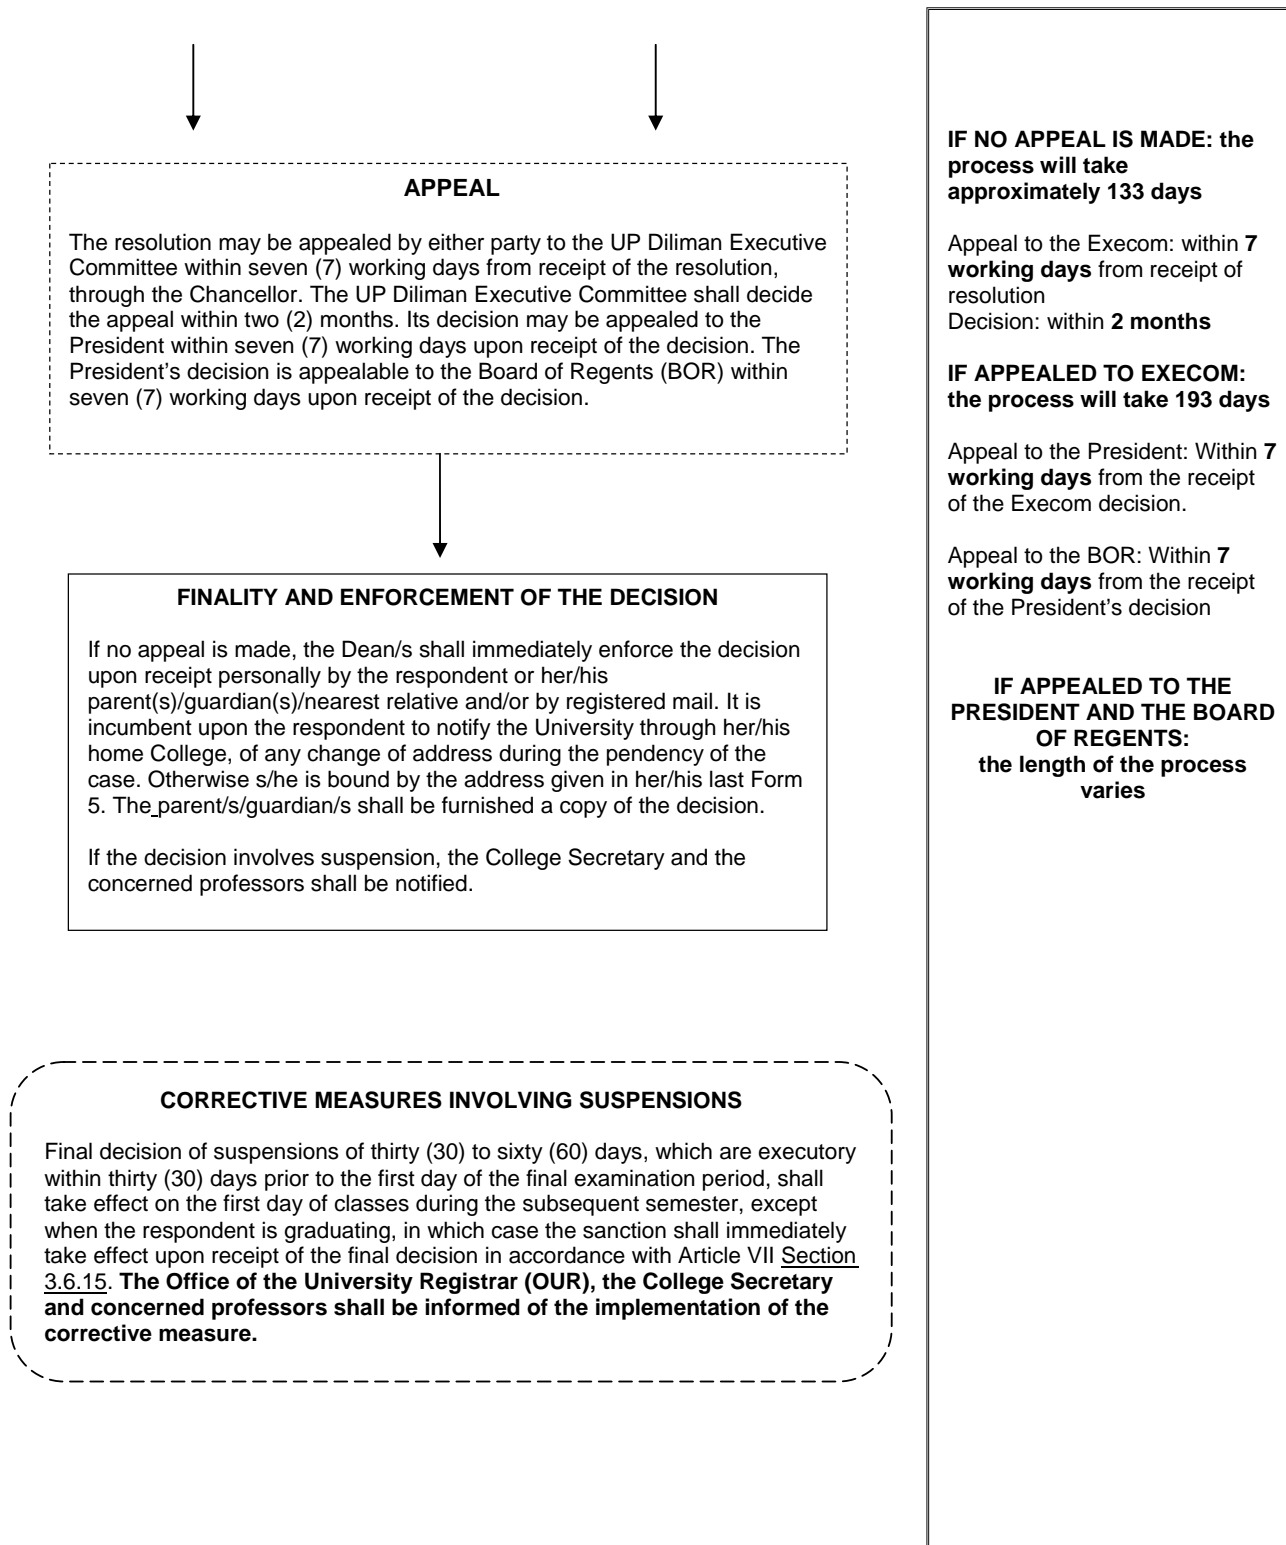 APPEAL
The resolution may be appealed by either party to the UP Diliman Executive
Committee within seven (7) working days from receipt of the resolution,
through the Chancellor. The UP Diliman Executive Committee shall decide
the appeal within two (2) months. Its decision may be appealed to the
President within seven (7) working days upon receipt of the decision. The
President’s decision is appealable to the Board of Regents (BOR) within
seven (7) working days upon receipt of the decision.
FINALITY AND ENFORCEMENT OF THE DECISION
If no appeal is made, the Dean/s shall immediately enforce the decision
upon receipt personally by the respondent or her/his
parent(s)/guardian(s)/nearest relative and/or by registered mail. It is
incumbent upon the respondent to notify the University through her/his
home College, of any change of address during the pendency of the
case. Otherwise s/he is bound by the address given in her/his last Form
5. The parent/s/guardian/s shall be furnished a copy of the decision.
If the decision involves suspension, the College Secretary and the
concerned professors shall be notified.
CORRECTIVE MEASURES INVOLVING SUSPENSIONS
Final decision of suspensions of thirty (30) to sixty (60) days, which are executory
within thirty (30) days prior to the first day of the final examination period, shall
take effect on the first day of classes during the subsequent semester, except
when the respondent is graduating, in which case the sanction shall immediately
take effect upon receipt of the final decision in accordance with Article VII Section
3.6.15. The Office of the University Registrar (OUR), the College Secretary
and concerned professors shall be informed of the implementation of the
corrective measure.
IF NO APPEAL IS MADE: the
process will take
approximately 133 days
Appeal to the Execom: within 7
working days from receipt of
resolution
Decision: within 2 months
IF APPEALED TO EXECOM:
the process will take 193 days
Appeal to the President: Within 7
working days from the receipt
of the Execom decision.
Appeal to the BOR: Within 7
working days from the receipt
of the President’s decision
IF APPEALED TO THE
PRESIDENT AND THE BOARD
OF REGENTS:
the length of the process
varies